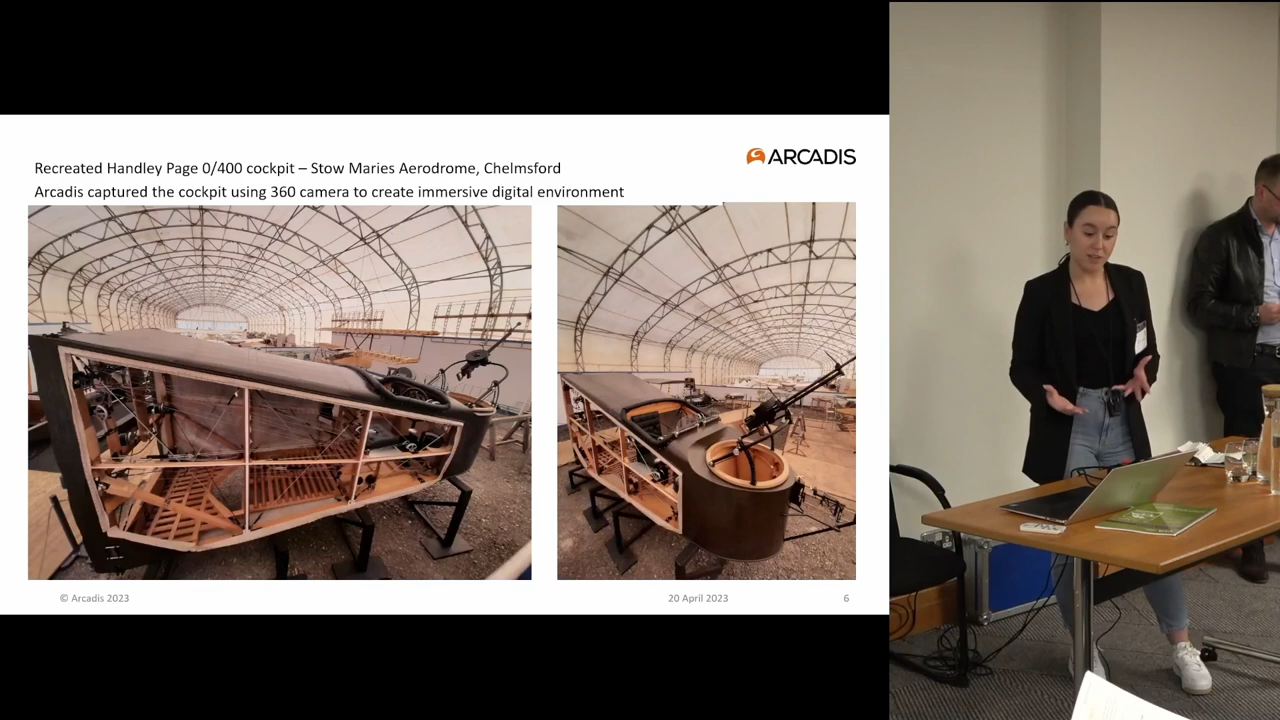 Recreated Handley Page 0/400 cockpit – Stow Maries Aerodrome, Chelmsford
Arcadis captured the cockpit using 360 camera to create immersive digital environment
ARCADIS
© Arcadis 2023
20 April 2023
6